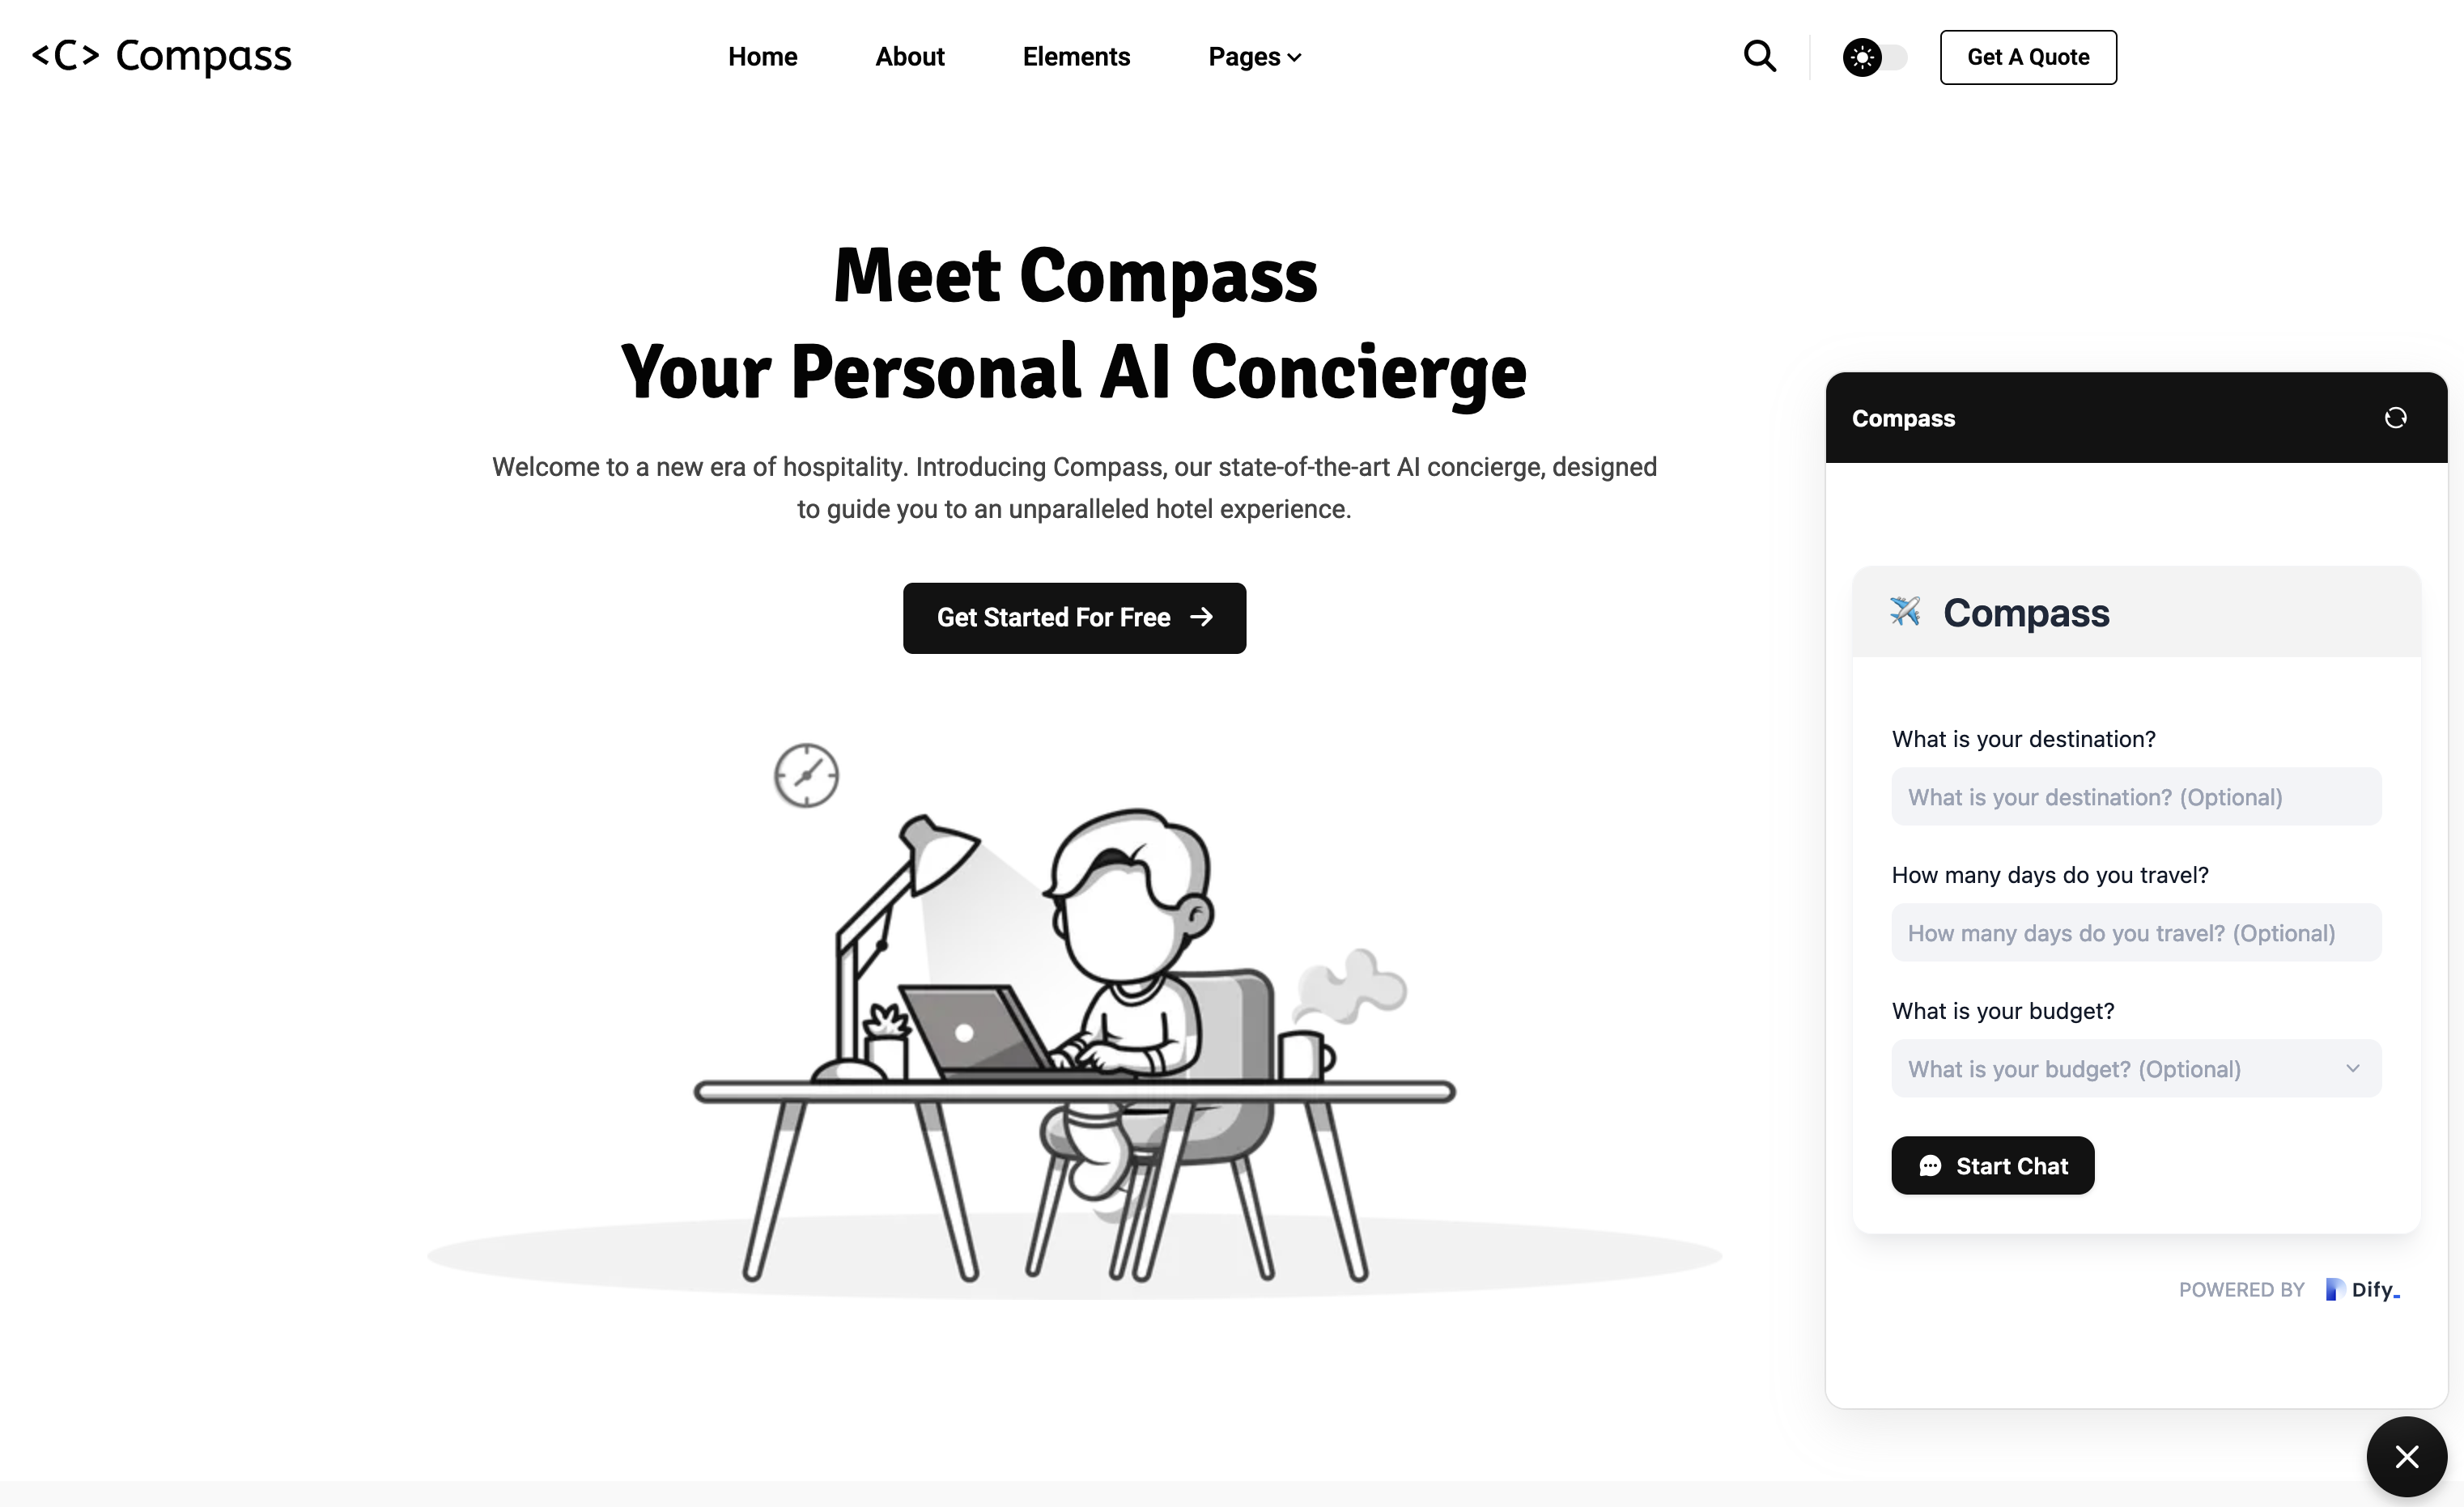 <C> Compass
Home About Elements Pages
Get A Quote
Meet Compass
Your Personal AI Concierge
Welcome to a new era of hospitality. Introducing Compass, our state-of-the-art AI concierge, designed
to guide you to an unparalleled hotel experience.
Get Started For Free
Compass
Compass
What is your destination?
What is your destination? (Optional)
How many days do you travel?
How many days do you travel? (Optional)
What is your budget?
What is your budget? (Optional)
Start Chat
POWERED BY Dify_